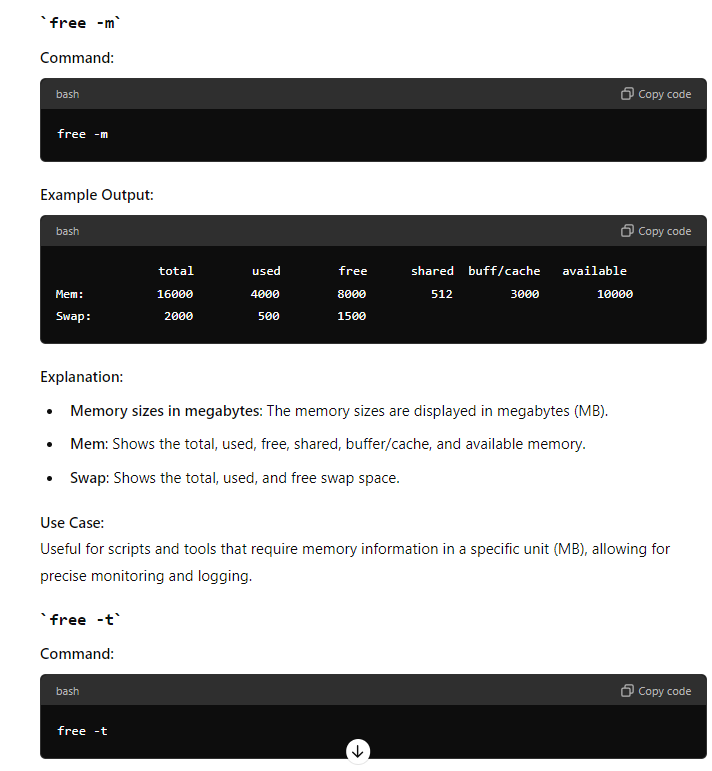 `free -m`
Command:
bash Copy code
free -m
Example Output:
bash Copy code
total used free shared buff/cache available
Mem: 16000 4000 8000 512 3000 10000
Swap: 2000 500 1500
Explanation:
• Memory sizes in megabytes: The memory sizes are displayed in megabytes (MB).
• Mem: Shows the total, used, free, shared, buffer/cache, and available memory.
• Swap: Shows the total, used, and free swap space.
Use Case:
Useful for scripts and tools that require memory information in a specific unit (MB), allowing for
precise monitoring and logging.
`free -t`
Command:
bash Copy code
free -t